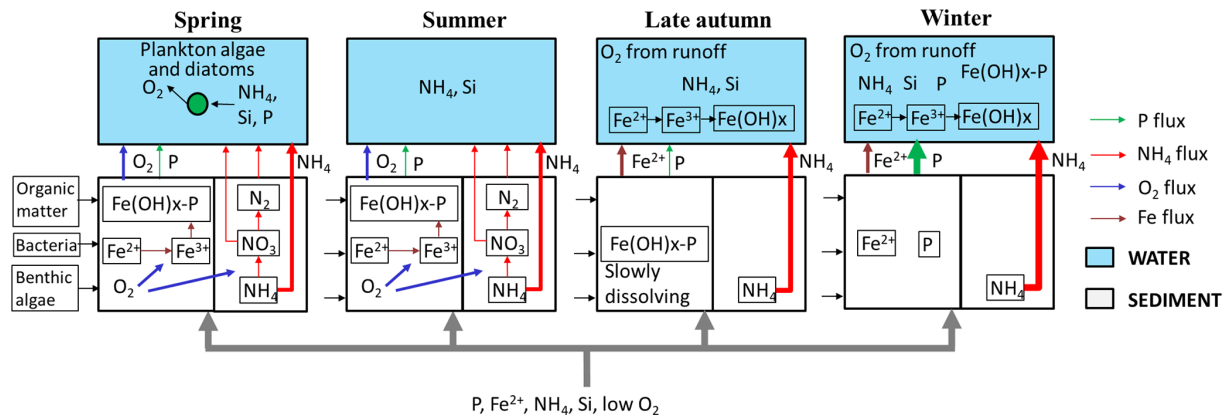 Spring
Summer
Late autumn
Winter
Plankton algae
and diatoms
O₂
NH₄,
Si, P
NH₄, Si
O₂ from runoff
NH₄, Si
Fe²⁺
Fe³⁺
Fe(OH)x
O₂ from runoff
NH₄ Si P
Fe(OH)x-P
Fe²⁺
Fe³⁺
Fe(OH)x
O₂
P
NH₄
O₂
P
NH₄
Fe²⁺
P
NH₄
Fe²⁺
P
NH₄
Organic
matter
Bacteria
Benthic
algae
Fe(OH)x-P
Fe²⁺
Fe³⁺
O₂
N₂
NO₃
NH₄
Fe(OH)x-P
Fe²⁺
Fe³⁺
O₂
N₂
NO₃
NH₄
Fe(OH)x-P
Slowly
dissolving
NH₄
Fe²⁺
P
NH₄
P flux
NH₄ flux
O₂ flux
Fe flux
WATER
SEDIMENT
P, Fe²⁺, NH₄, Si, low O₂